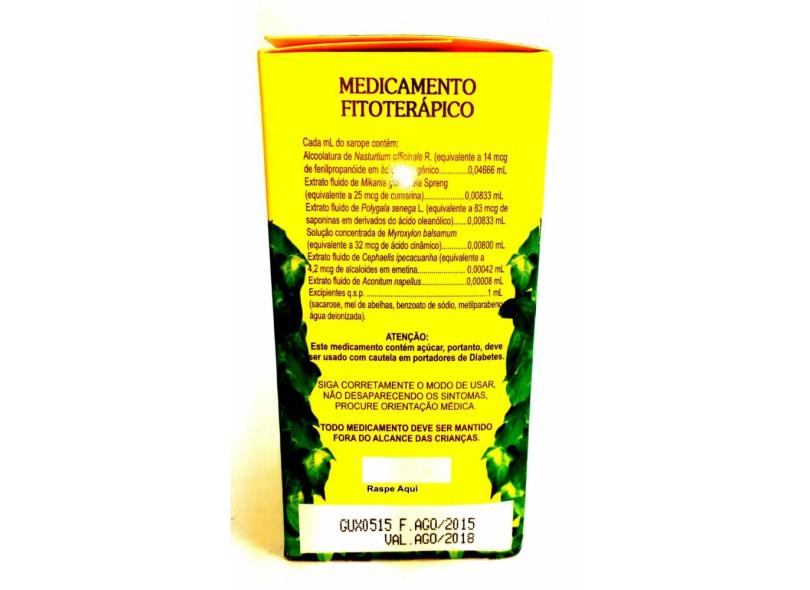 MEDICAMENTO
FITOTERÁPICO
Cada mL do xarope contém:
Alcoolatura de Nasturtium officinale R. (equivalente a 14 mcg
de fenilpropanóide em
gênico...............0,04666 mL
Extrato fluido de Mikania
Spreng
(equivalente a 25 mcg de cumarina)...............0,00833 mL
Extrato fluido de Polygala senega L. (equivalente a 83 mcg de
saponinas em derivados do ácido oleanólico).....0,00833 mL
Solução concentrada de Myroxylon balsamum
(equivalente a 32 mcg de ácido cinâmico)..........0,00800 mL
Extrato fluido de Cephaelis ipecacuanha (equivalente a
4,2 mcg de alcaloides em emetina................. 0,00042 mL
Extrato fluido de Aconitum napellus................0,00008 mL
Excipientes q.s.p. ..............................................1 mL
(sacarose, mel de abelhas, benzoato de sódio, metilparabeno
água deionizada).
ATENÇÃO:
Este medicamento contém açúcar, portanto, deve
ser usado com cautela em portadores de Diabetes.
SIGA CORRETAMENTE O MODO DE USAR,
NÃO DESAPARECENDO OS SINTOMAS,
PROCURE ORIENTAÇÃO MÉDICA.
TODO MEDICAMENTO DEVE SER MANTIDO
FORA DO ALCANCE DAS CRIANÇAS.
Raspe Aqui
GUX0515 F.AGO/2015
VAL.AGO/2018